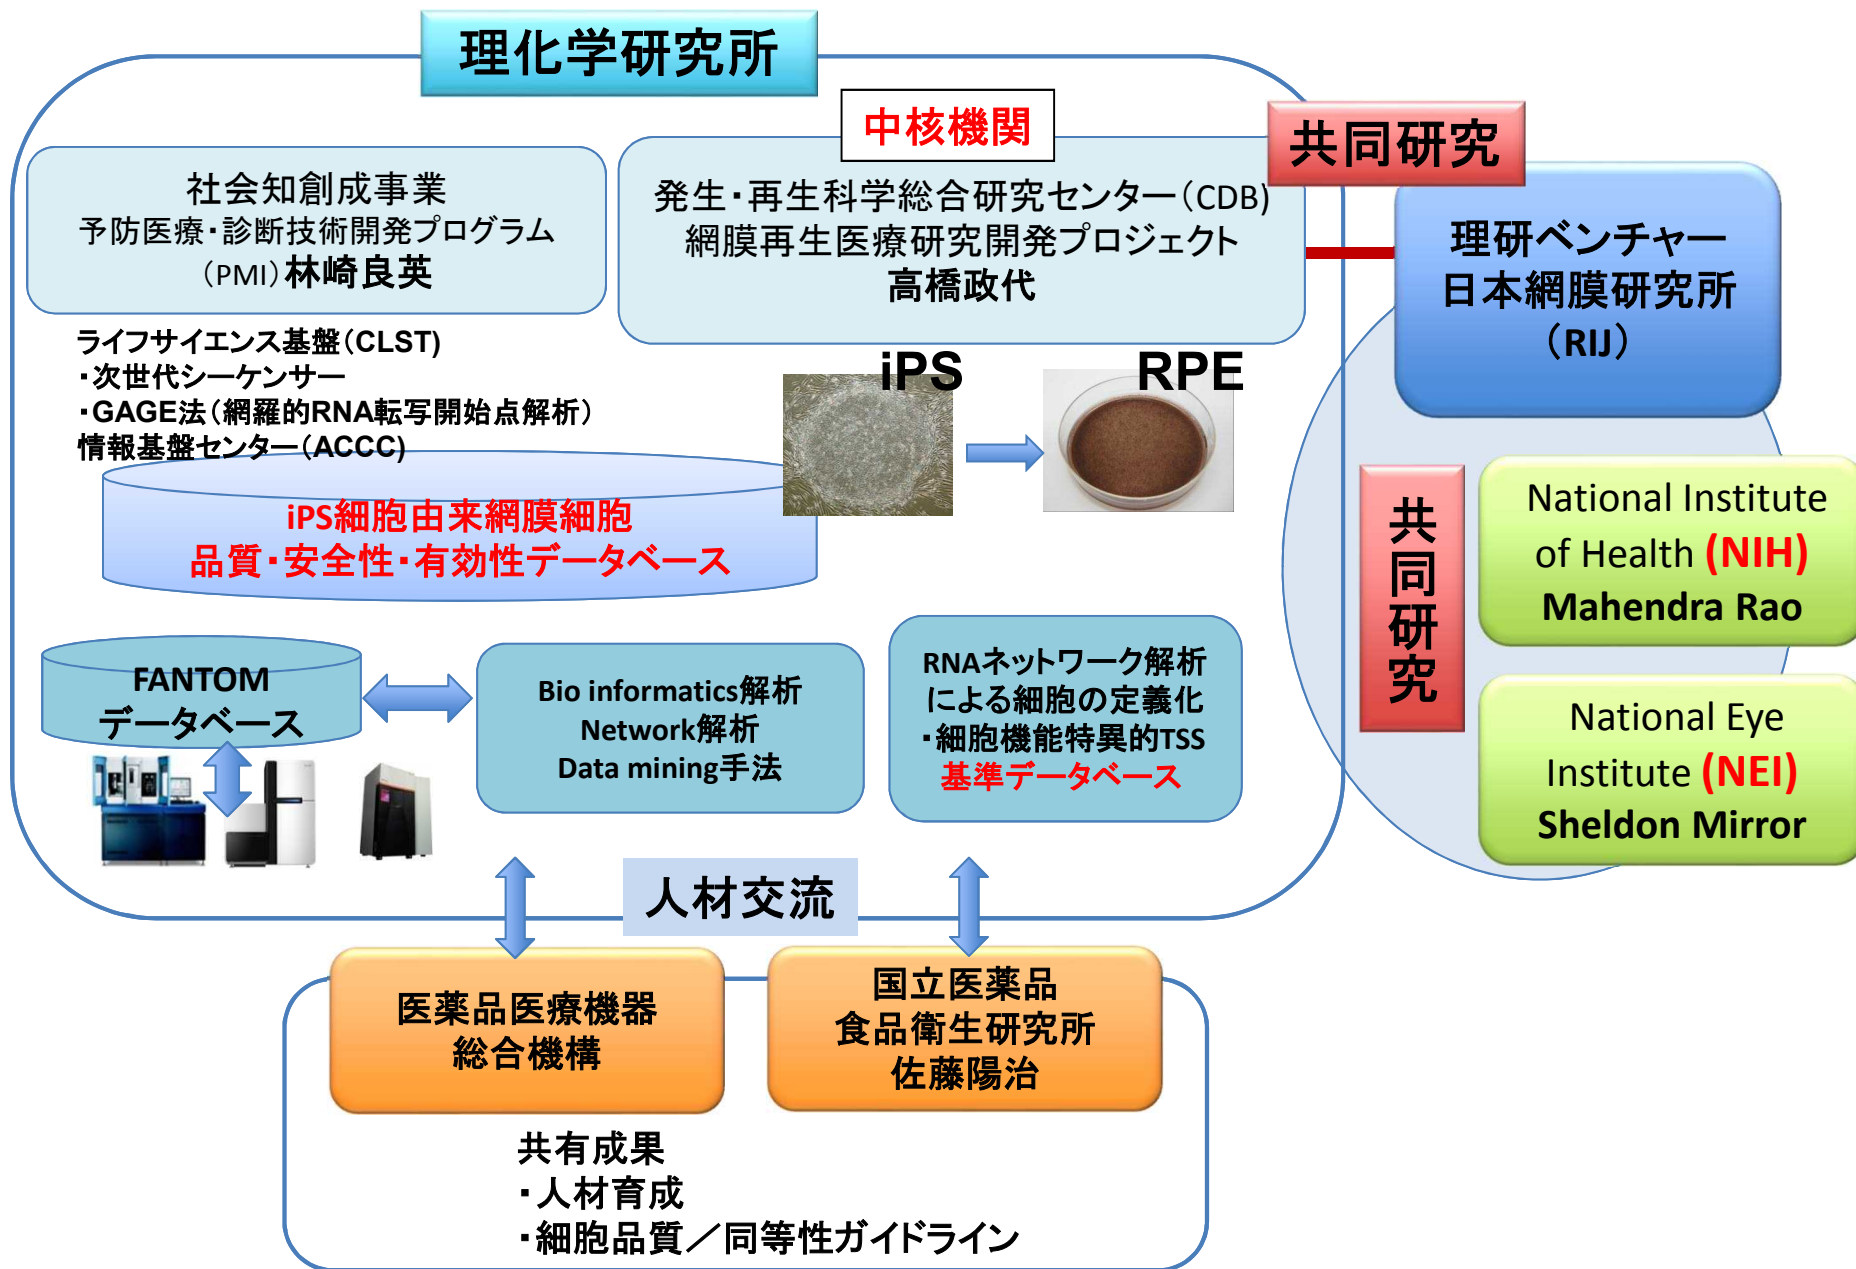 理化学研究所
中核機関
共同研究
社会知創成事業
予防医療・診断技術開発プログラム
（PMI）林崎良英
発生・再生科学総合研究センター（CDB)
網膜再生医療研究開発プロジェクト
高橋政代
理研ベンチャー
日本網膜研究所
（RIJ）
ライフサイエンス基盤（CLST)
・次世代シーケンサー
・GAGE法（網羅的RNA転写開始点解析）
情報基盤センター（ACCC)
iPS
RPE
iPS細胞由来網膜細胞
品質・安全性・有効性データベース
共同研究
National Institute
of Health (NIH)
Mahendra Rao
National Eye
Institute (NEI)
Sheldon Mirror
FANTOM
データベース
Bio informatics解析
Network解析
Data mining手法
RNAネットワーク解析
による細胞の定義化
・細胞機能特異的TSS
基準データベース
人材交流
医薬品医療機器
総合機構
国立医薬品
食品衛生研究所
佐藤陽治
共有成果
・人材育成
・細胞品質／同等性ガイドライン